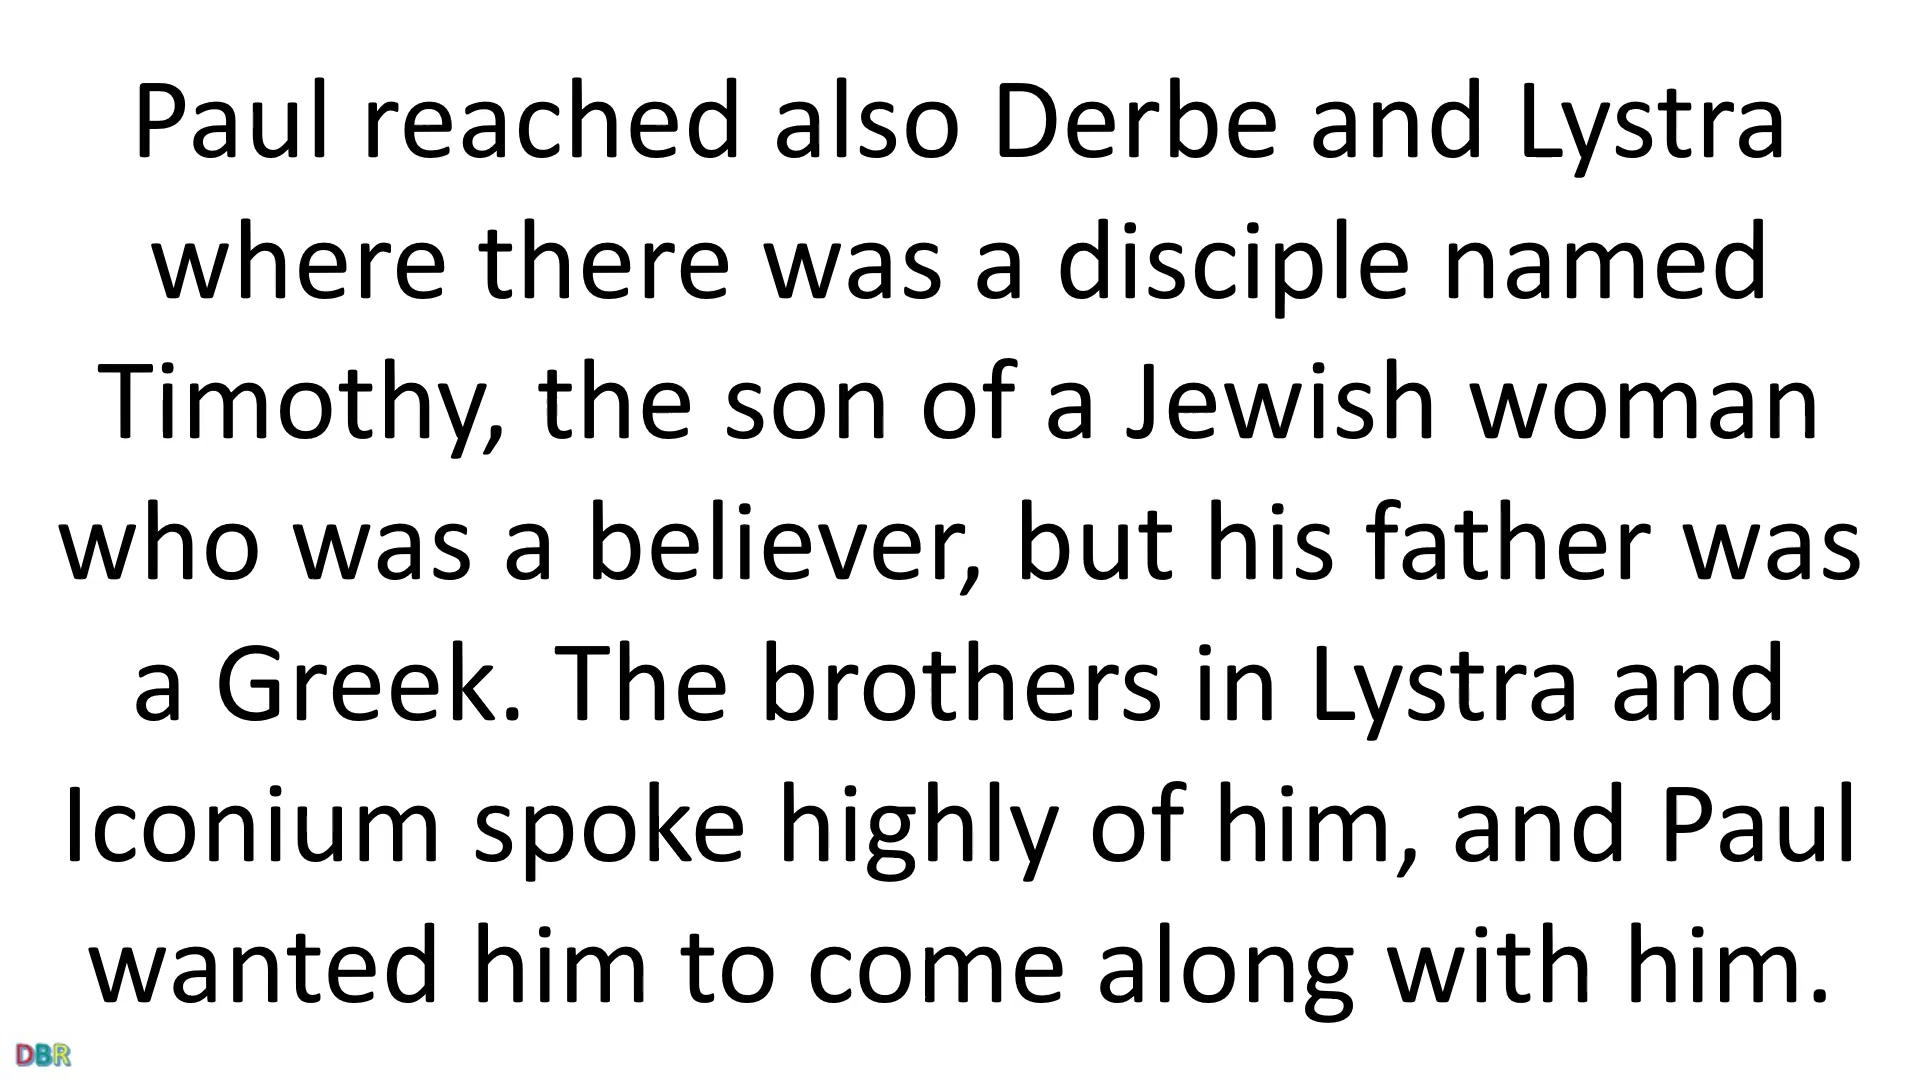 Paul reached also Derbe and Lystra
where there was a disciple named
Timothy, the son of a Jewish woman
who was a believer, but his father was
a Greek. The brothers in Lystra and
Iconium spoke highly of him, and Paul
wanted him to come along with him.
DBR